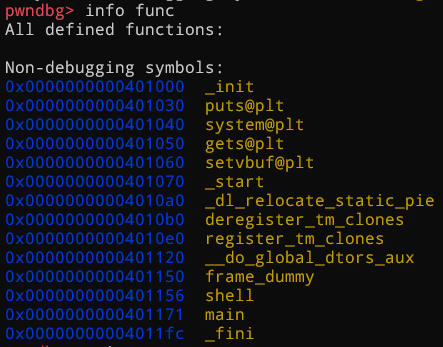 pwndbg> info func
All defined functions:

Non-debugging symbols:
0x0000000000401000  _init
0x0000000000401030  puts@plt
0x0000000000401040  system@plt
0x0000000000401050  gets@plt
0x0000000000401060  setvbuf@plt
0x0000000000401070  _start
0x00000000004010a0  _dl_relocate_static_pie
0x00000000004010b0  deregister_tm_clones
0x00000000004010e0  register_tm_clones
0x0000000000401120  __do_global_dtors_aux
0x0000000000401150  frame_dummy
0x0000000000401156  shell
0x0000000000401171  main
0x00000000004011fc  _fini